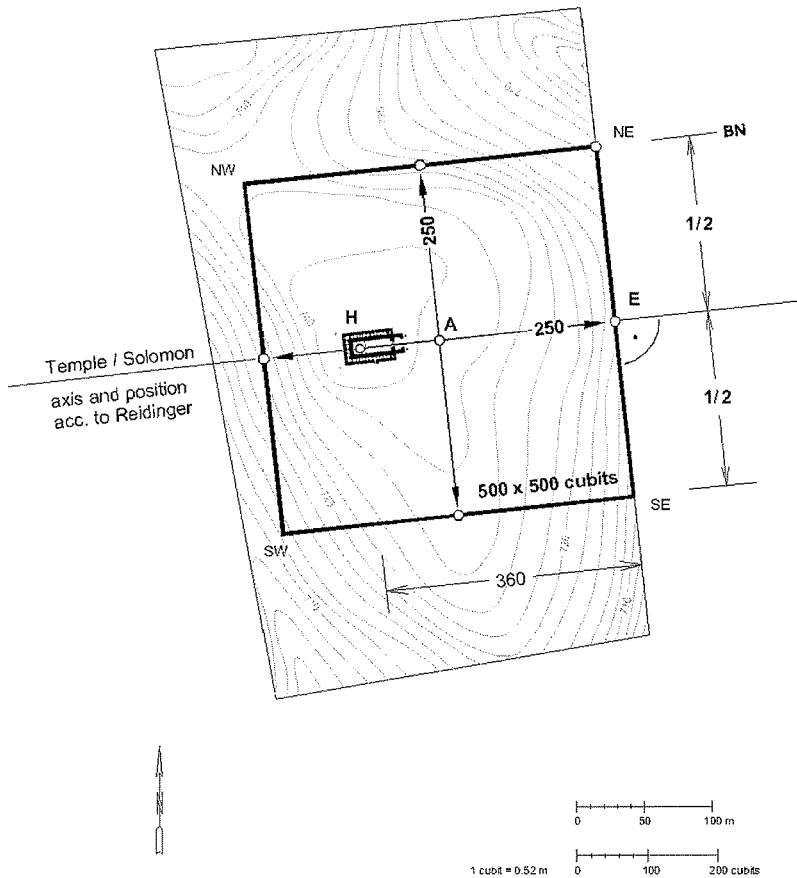 NE
BN
NW
1/2
250
H
A
E
250
Temple / Solomon
axis and position
acc. to Reidinger
1/2
500 x 500 cubits
SW
SE
360
710
N
0 50 100 m
1 cubit = 0.52 m 0 100 200 cubits